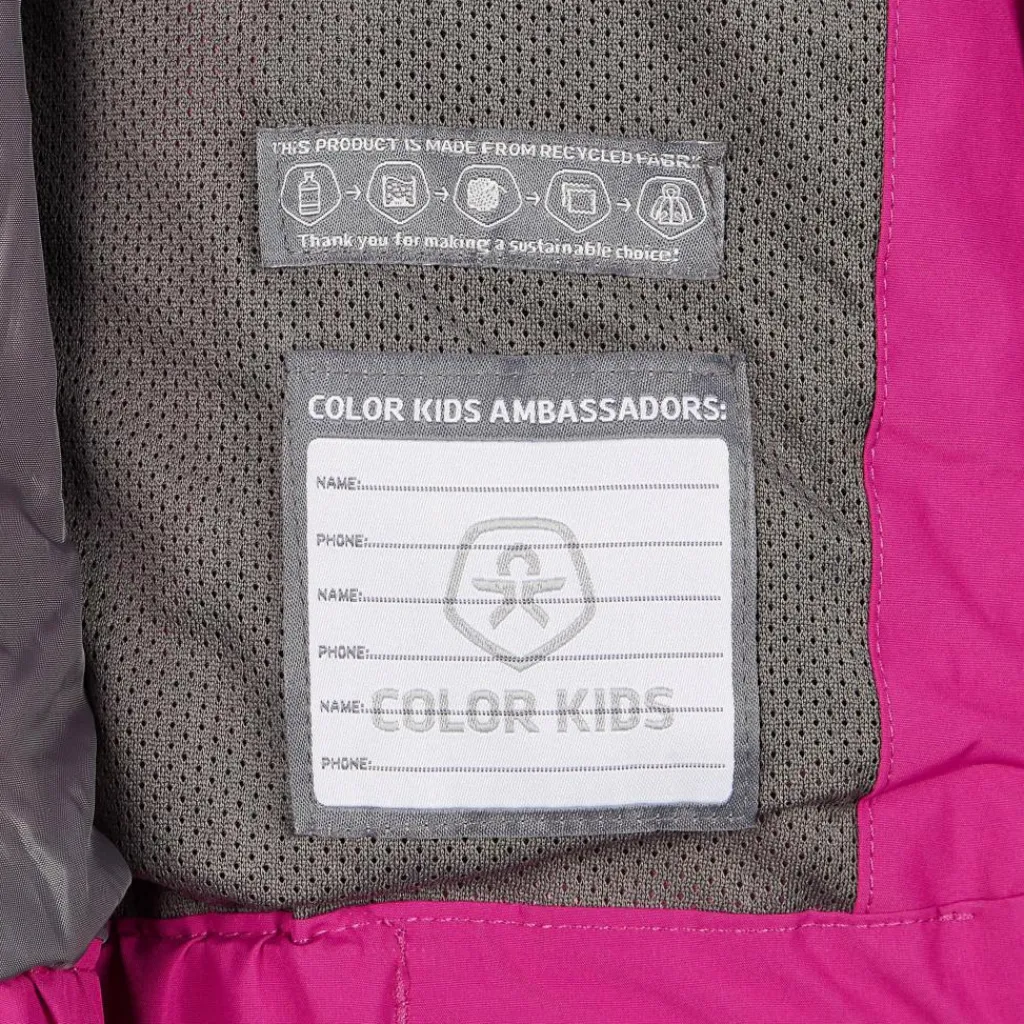 THIS PRODUCT IS MADE FROM RECYCLED FABRIC
Thank you for making a sustainable choice!
COLOR KIDS AMBASSADORS:
NAME:
PHONE:
NAME:
PHONE:
NAME:
COLOR KIDS
PHONE: